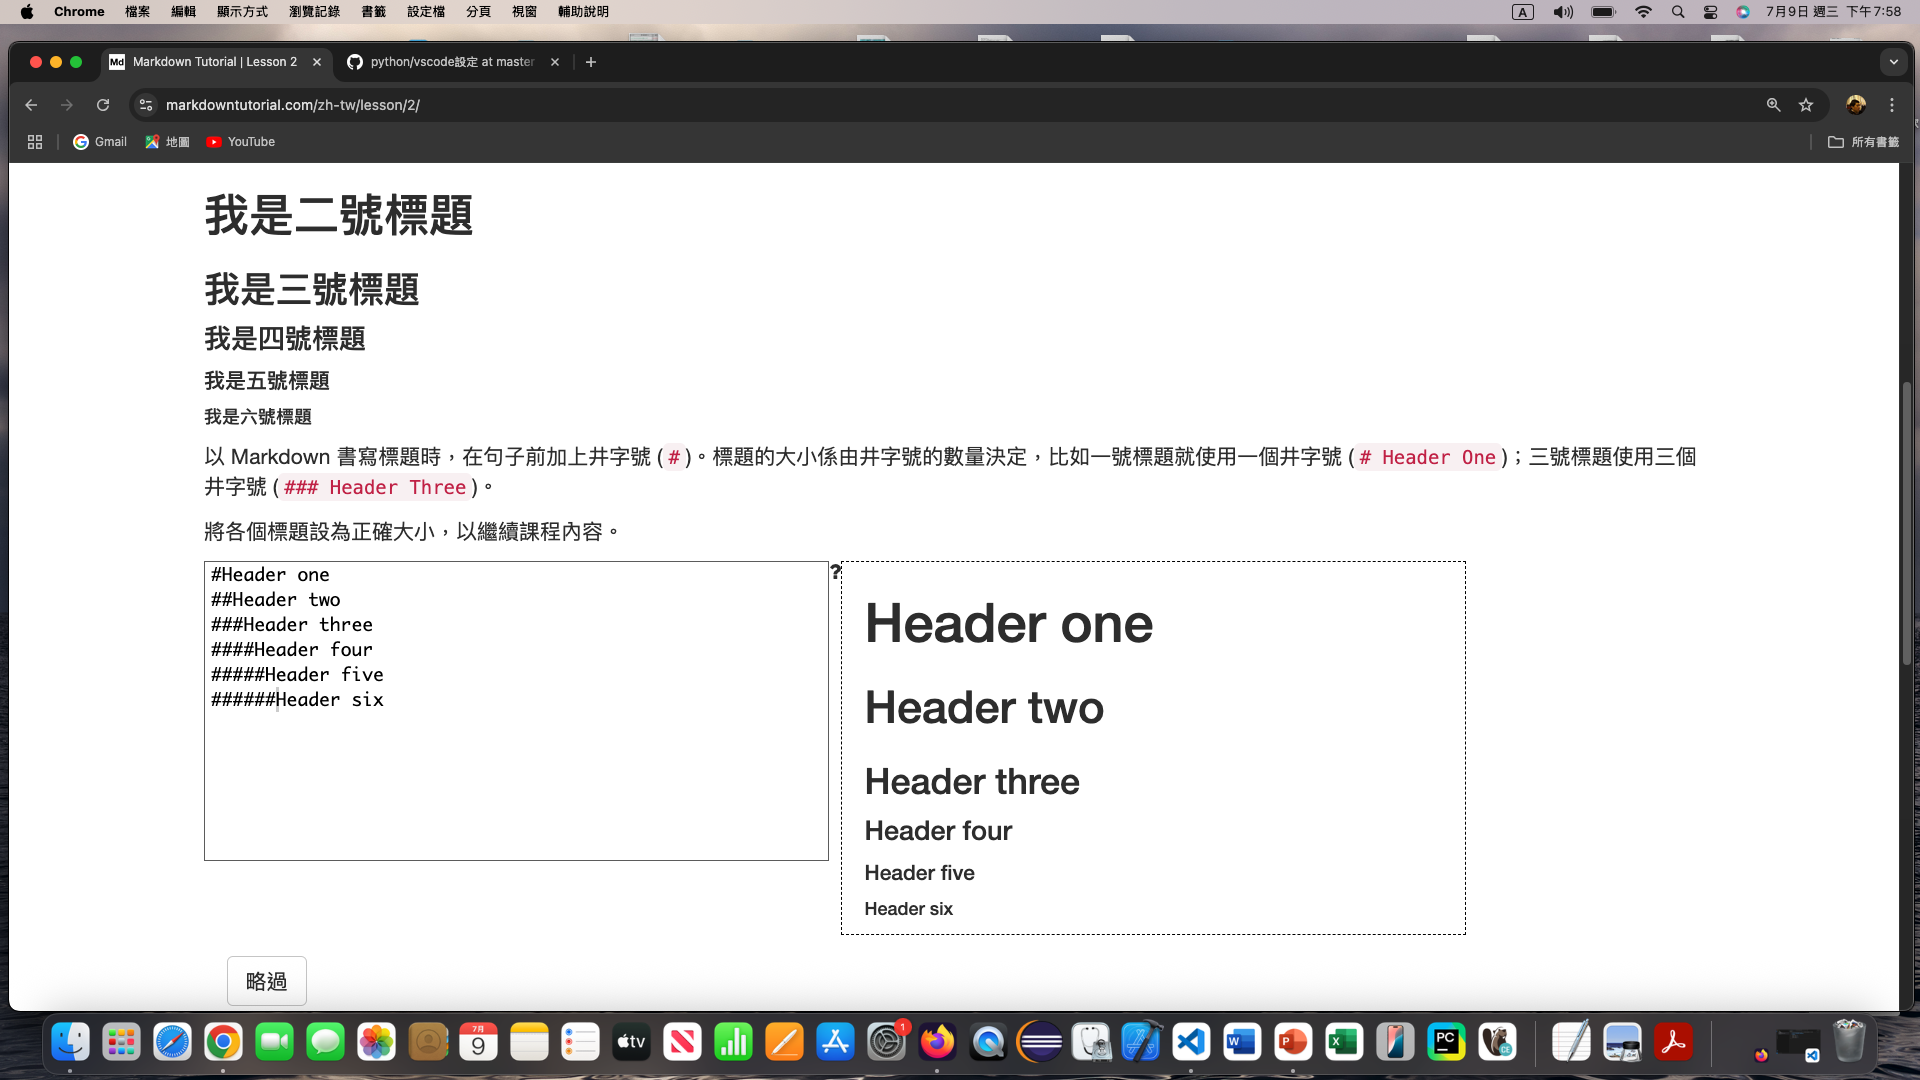 Chrome 檔案 編輯 顯示方式 瀏覽記錄 書籤 設定檔 分頁 視窗 輔助說明 A 7月9日 週三 下午7:58
Md Markdown Tutorial | Lesson 2 python/vscode設定 at master
markdowntutorial.com/zh-tw/lesson/2/
Gmail 地圖 YouTube 所有書籤
我是二號標題
我是三號標題
我是四號標題
我是五號標題
我是六號標題
以 Markdown 書寫標題時，在句子前加上井字號 (#)。標題的大小係由井字號的數量決定，比如一號標題就使用一個井字號 (# Header One)；三號標題使用三個
井字號 (### Header Three)。
將各個標題設為正確大小，以繼續課程內容。
#Header one
##Header two
###Header three
####Header four
#####Header five
######Header six
?
Header one
Header two
Header three
Header four
Header five
Header six
略過
7月
9
tv
1
W
P
X
PC
CE